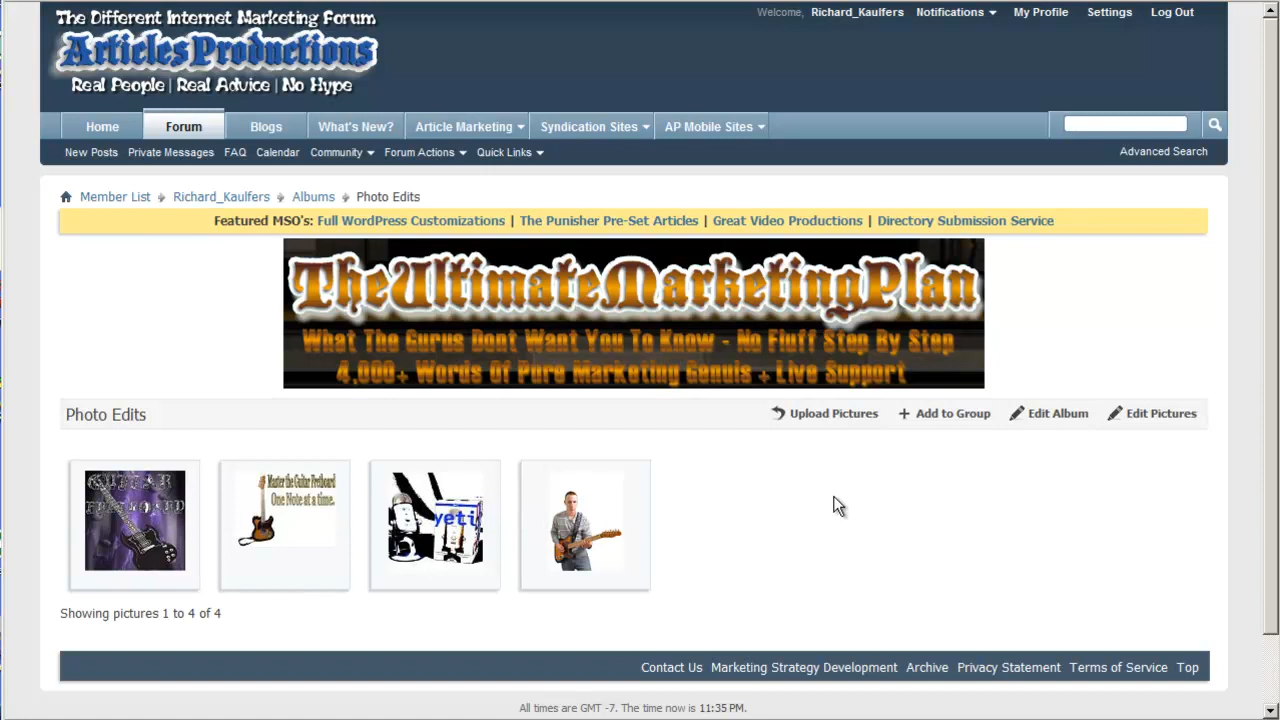 The Different Internet Marketing Forum
ArticlesProductions
Real People | Real Advice | No Hype
Welcome, Richard_Kaulfers Notifications My Profile Settings Log Out
Home Forum Blogs What's New? Article Marketing Syndication Sites AP Mobile Sites
New Posts Private Messages FAQ Calendar Community Forum Actions Quick Links Advanced Search
Member List Richard_Kaulfers Albums Photo Edits
Featured MSO's: Full WordPress Customizations | The Punisher Pre-Set Articles | Great Video Productions | Directory Submission Service
TheUltimateMarketingPlan
What The Gurus Dont Want You To Know - No Fluff Step By Step
4,000+ Words Of Pure Marketing Genuis + Live Support
Photo Edits Upload Pictures Add to Group Edit Album Edit Pictures
GUITAR
FRETBOARD
Master the Guitar Fretboard
One Note at a time.
yeti
Showing pictures 1 to 4 of 4
Contact Us Marketing Strategy Development Archive Privacy Statement Terms of Service Top
All times are GMT -7. The time now is 11:35 PM.